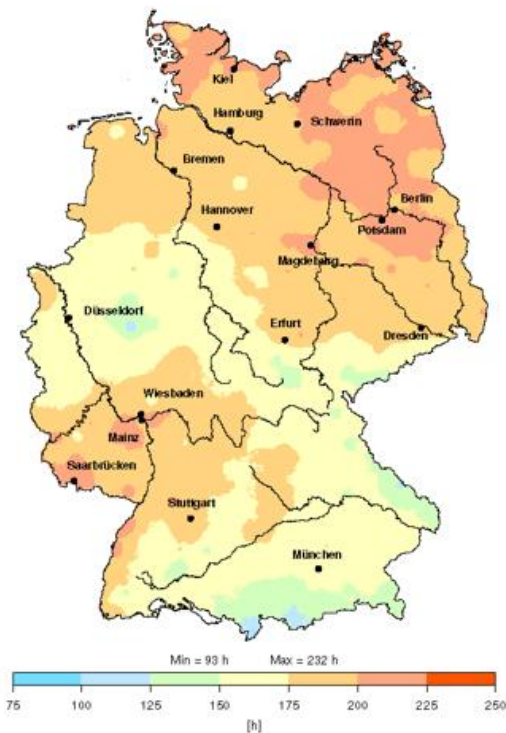 Kiel
Hamburg
Schwerin
Bremen
Berlin
Hannover
Potsdam
Magdeburg
Düsseldorf
Erfurt
Dresden
Wiesbaden
Mainz
Saarbrücken
Stuttgart
München
Min = 93 h Max = 232 h
75 100 125 150 175 200 225 250
[h]